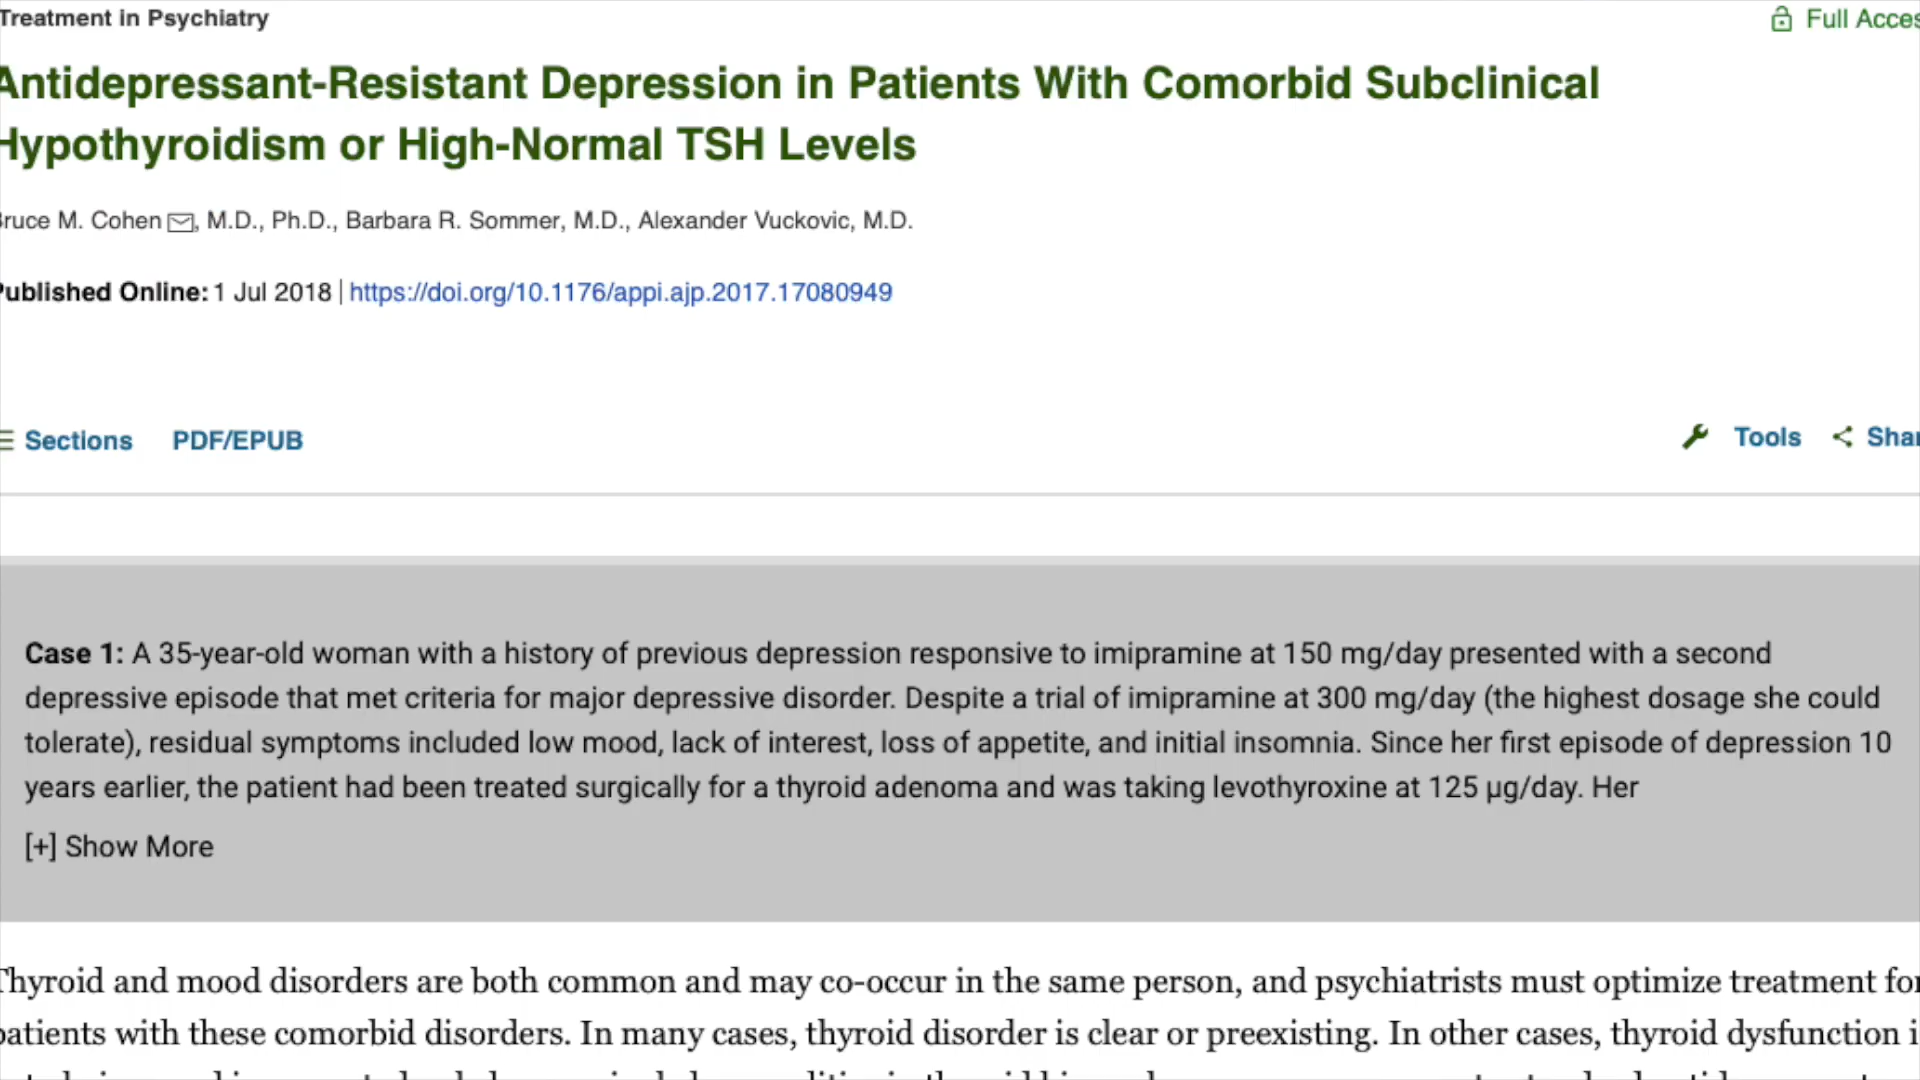 Treatment in Psychiatry
Full Acces
Antidepressant-Resistant Depression in Patients With Comorbid Subclinical
Hypothyroidism or High-Normal TSH Levels
Bruce M. Cohen, M.D., Ph.D., Barbara R. Sommer, M.D., Alexander Vuckovic, M.D.
Published Online: 1 Jul 2018 | https://doi.org/10.1176/appi.ajp.2017.17080949
Sections PDF/EPUB
Tools Shar
Case 1: A 35-year-old woman with a history of previous depression responsive to imipramine at 150 mg/day presented with a second
depressive episode that met criteria for major depressive disorder. Despite a trial of imipramine at 300 mg/day (the highest dosage she could
tolerate), residual symptoms included low mood, lack of interest, loss of appetite, and initial insomnia. Since her first episode of depression 10
years earlier, the patient had been treated surgically for a thyroid adenoma and was taking levothyroxine at 125 µg/day. Her
[+] Show More
Thyroid and mood disorders are both common and may co-occur in the same person, and psychiatrists must optimize treatment for
patients with these comorbid disorders. In many cases, thyroid disorder is clear or preexisting. In other cases, thyroid dysfunction i